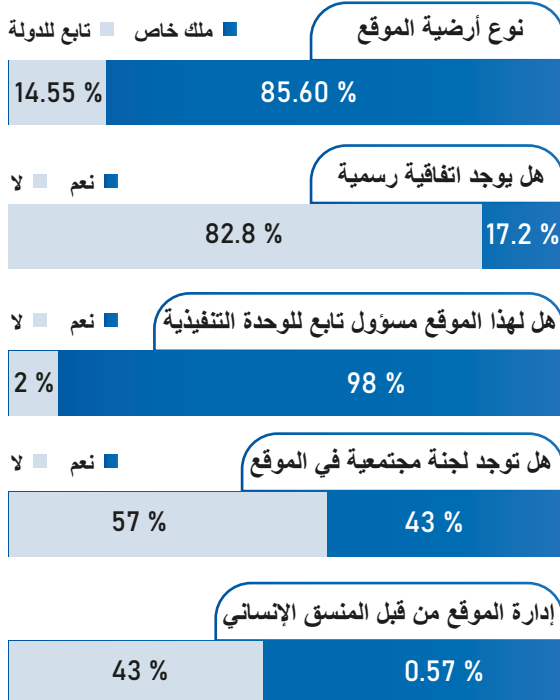 نوع أرضية الموقع
ملك خاص تابع للدولة
85.60 % 14.55 %
هل يوجد اتفاقية رسمية
نعم لا
17.2 % 82.8 %
هل لهذا الموقع مسؤول تابع للوحدة التنفيذية
نعم لا
98 % 2 %
هل توجد لجنة مجتمعية في الموقع
نعم لا
43 % 57 %
إدارة الموقع من قبل المنسق الإنساني
0.57 % 43 %